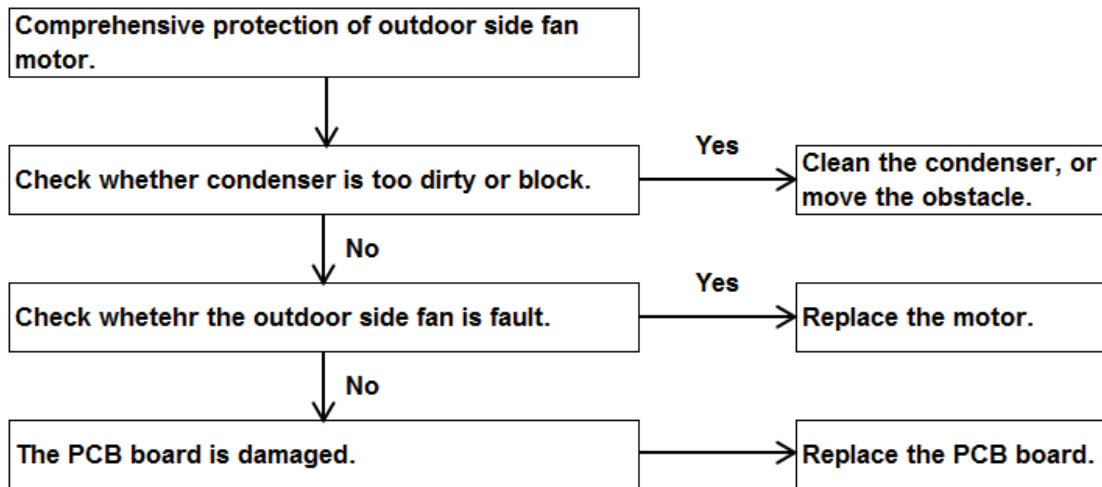 Comprehensive protection of outdoor side fan
motor.
Yes
Check whether condenser is too dirty or block.
Clean the condenser, or
move the obstacle.
No
Yes
Check whetehr the outdoor side fan is fault.
Replace the motor.
No
The PCB board is damaged.
Replace the PCB board.